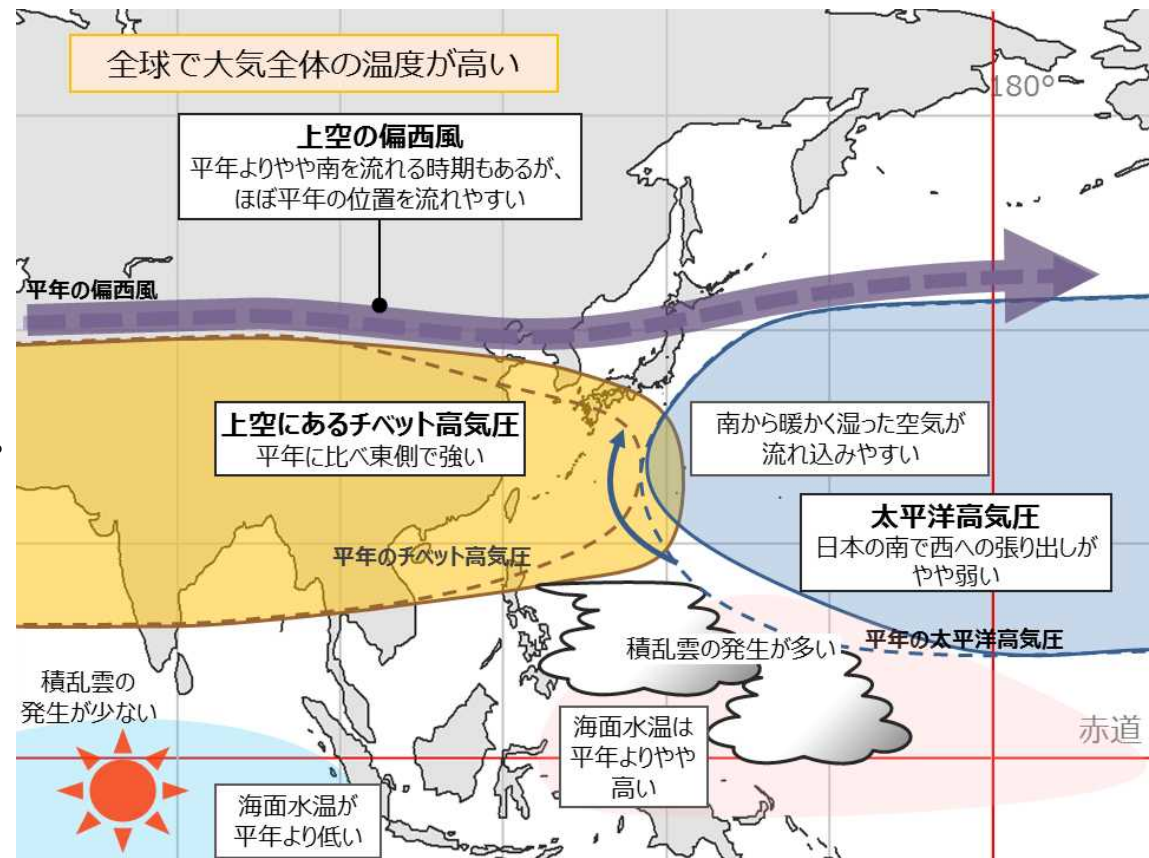 全球で大気全体の温度が高い
180°
上空の偏西風
平年よりやや南を流れる時期もあるが、
ほぼ平年の位置を流れやすい
平年の偏西風
上空にあるチベット高気圧
平年に比べ東側で強い
南から暖かく湿った空気が
流れ込みやすい
太平洋高気圧
日本の南で西への張り出しが
やや弱い
平年のチベット高気圧
積乱雲の発生が多い
平年の太平洋高気圧
積乱雲の
発生が少ない
海面水温は
平年よりやや
高い
赤道
海面水温が
平年より低い